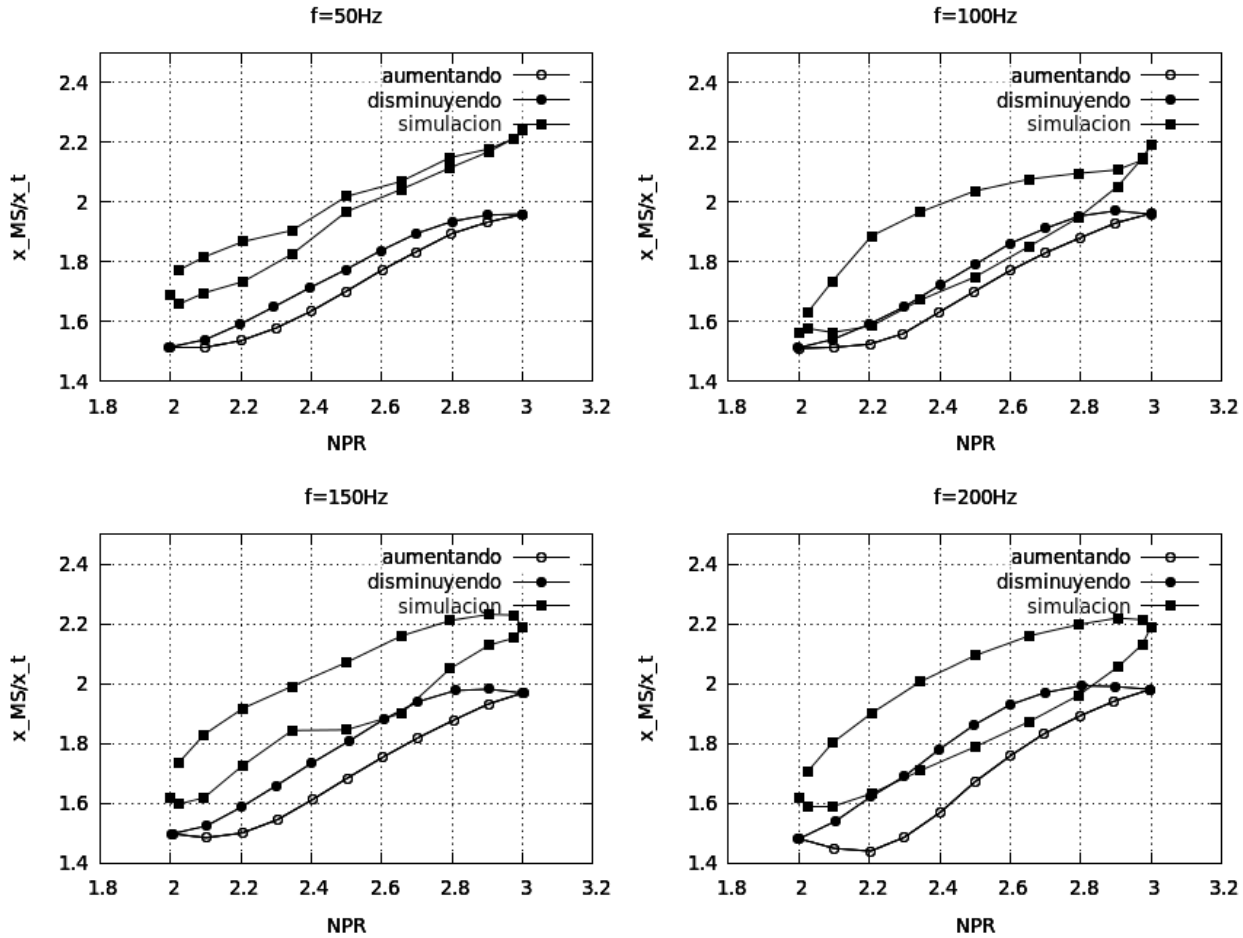 f=50Hz
2.4
2.2
2
1.8
1.6
1.4
x_MS/x_t
aumentando
disminuyendo
simulacion
1.8 2 2.2 2.4 2.6 2.8 3 3.2
NPR
f=100Hz
2.4
2.2
2
1.8
1.6
1.4
x_MS/x_t
aumentando
disminuyendo
simulacion
1.8 2 2.2 2.4 2.6 2.8 3 3.2
NPR
f=150Hz
2.4
2.2
2
1.8
1.6
1.4
x_MS/x_t
aumentando
disminuyendo
simulacion
1.8 2 2.2 2.4 2.6 2.8 3 3.2
NPR
f=200Hz
2.4
2.2
2
1.8
1.6
1.4
x_MS/x_t
aumentando
disminuyendo
simulacion
1.8 2 2.2 2.4 2.6 2.8 3 3.2
NPR